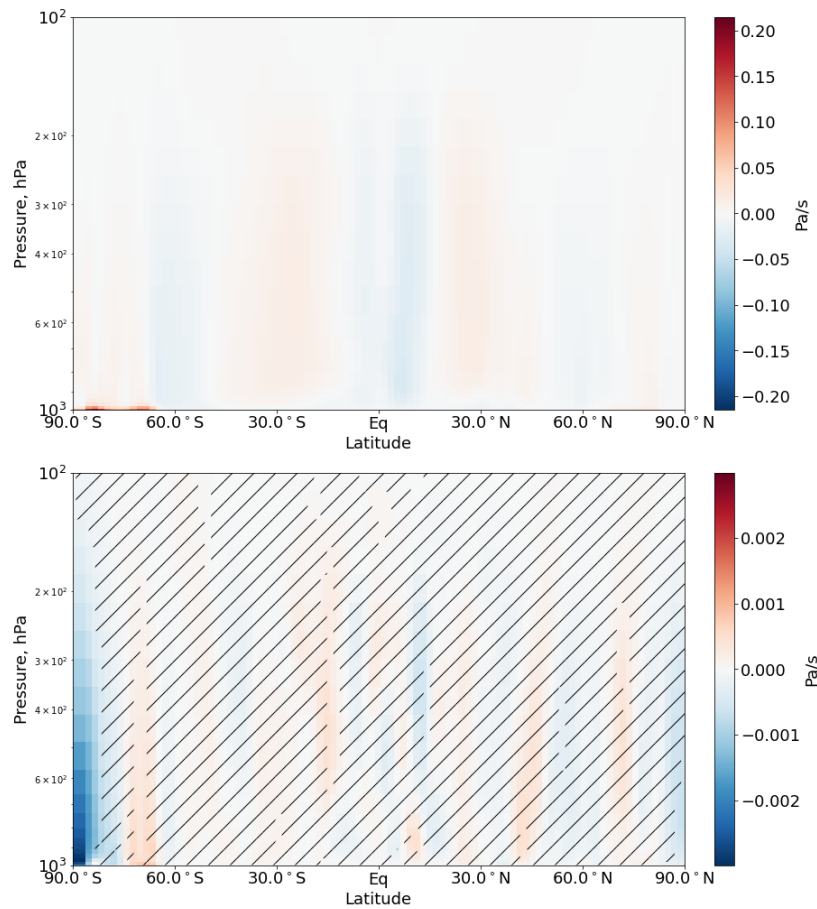 10²
2 × 10²
3 × 10²
4 × 10²
6 × 10²
10³
Pressure, hPa
90.0°S 60.0°S 30.0°S Eq 30.0°N 60.0°N 90.0°N
Latitude
0.20
0.15
0.10
0.05
0.00
−0.05
−0.10
−0.15
−0.20
Pa/s
10²
2 × 10²
3 × 10²
4 × 10²
6 × 10²
10³
Pressure, hPa
90.0°S 60.0°S 30.0°S Eq 30.0°N 60.0°N 90.0°N
Latitude
0.002
0.001
0.000
−0.001
−0.002
Pa/s